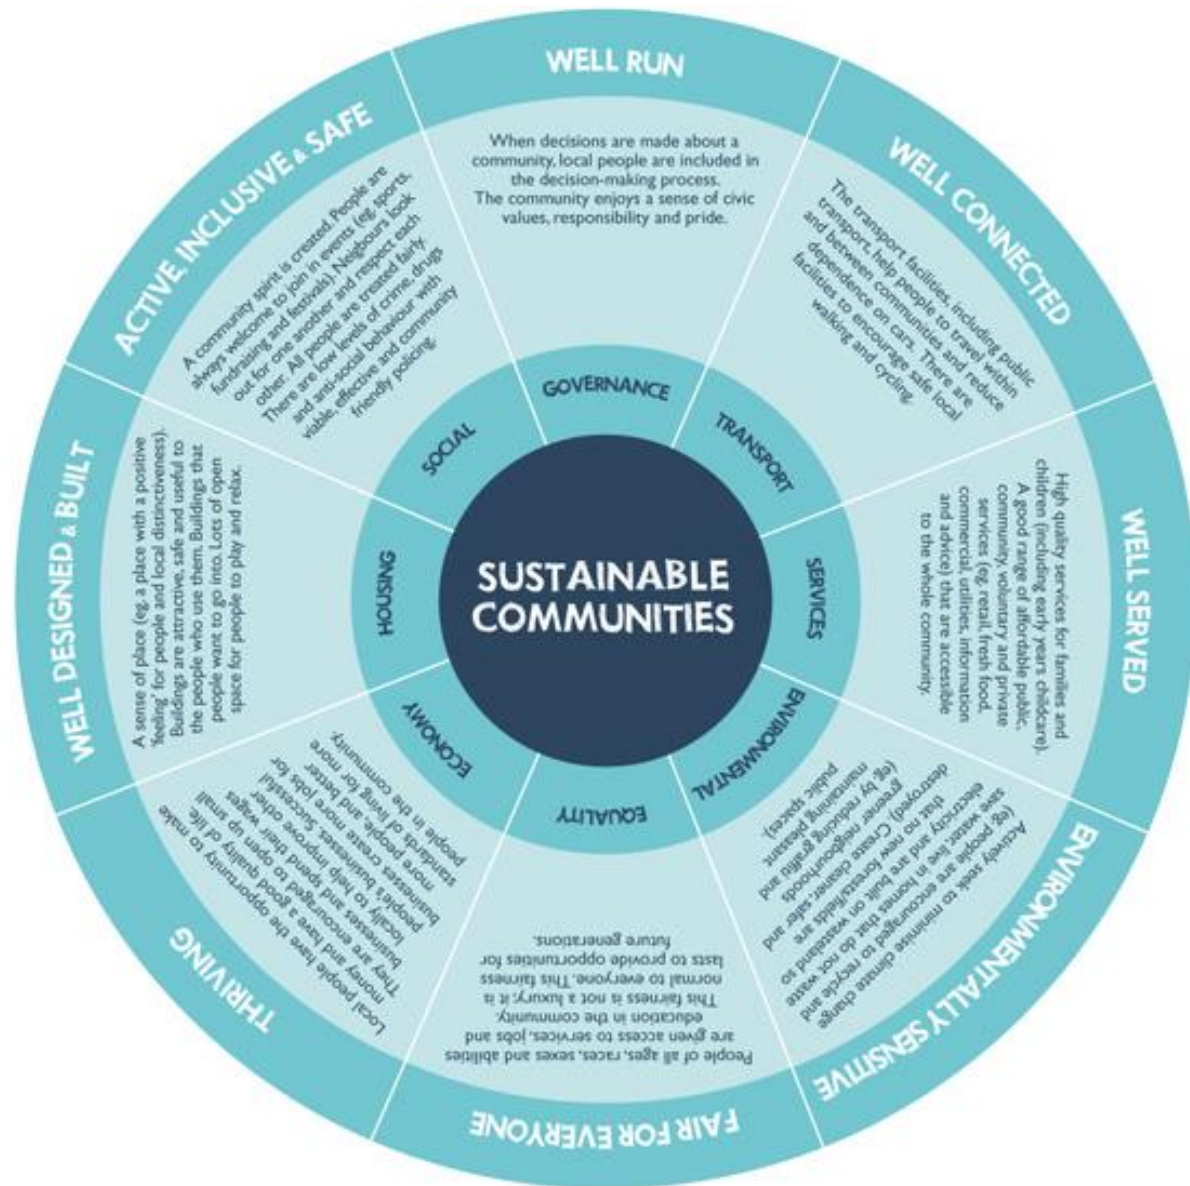 SUSTAINABLE
COMMUNITIES
WELL RUN
When decisions are made about a
community, local people are included in
the decision-making process.
The community enjoys a sense of civic
values, responsibility and pride.
GOVERNANCE
WELL CONNECTED
The transport facilities, including public
transport, help people to travel within
and between communities and reduce
dependence on cars. There are
facilities to encourage safe local
walking and cycling.
TRANSPORT
WELL SERVED
High quality services for families and
children (including early years childcare).
A good range of affordable public,
community, voluntary and private
services (eg. retail, fresh food,
commercial, utilities, information
and advice) that are accessible
to the whole community.
SERVICES
ENVIRONMENTALLY SENSITIVE
Actively seek to minimise climate change
(eg. people are encouraged to recycle and
save water, live in homes that do not waste
electricity and are built on wasteland so
that no new forests/fields are
destroyed). Create cleaner, safer and
greener neigbourhoods
(eg. by reducing graffiti and
maintaining pleasant
public spaces).
ENVIRONMENTAL
FAIR FOR EVERYONE
People of all ages, races, sexes and abilities
are given access to services, jobs and
education in the community.
This fairness is not a luxury; it is
normal to everyone. This fairness
lasts to provide opportunities for
future generations.
EQUALITY
THRIVING
Local people have the opportunity to make
money and have a good quality of life.
They are encouraged to open up small
businesses and spend their wages
locally to help improve other
people's businesses. Successful
businesses create more jobs for
more people, and better
standards of living for more
people in the community.
ECONOMY
WELL DESIGNED & BUILT
A sense of place (eg. a place with a positive
'feeling' for people and local distinctiveness).
Buildings are attractive, safe and useful to
the people who use them. Buildings that
people want to go into. Lots of open
space for people to play and relax.
HOUSING
ACTIVE, INCLUSIVE & SAFE
A community spirit is created. People are
always welcome to join in events (eg. sports,
fundraising and festivals). Neigbours look
out for one another and respect each
other. All people are treated fairly.
There are low levels of crime, drugs
and anti-social behaviour with
viable, effective and community
friendly policing.
SOCIAL